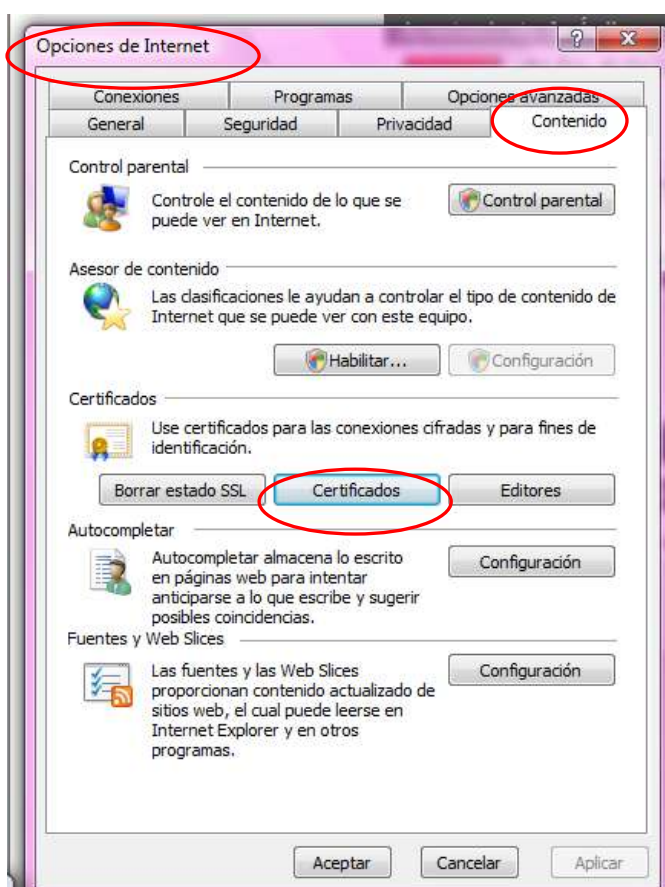 Opciones de Internet
Conexiones Programas Opciones avanzadas
General Seguridad Privacidad Contenido
Control parental
Controle el contenido de lo que se
puede ver en Internet.
Control parental
Asesor de contenido
Las clasificaciones le ayudan a controlar el tipo de contenido de
Internet que se puede ver con este equipo.
Habilitar... Configuración
Certificados
Use certificados para las conexiones cifradas y para fines de
identificación.
Borrar estado SSL Certificados Editores
Autocompletar
Autocompletar almacena lo escrito
en páginas web para intentar
anticiparse a lo que escribe y sugerir
posibles coincidencias.
Configuración
Fuentes y Web Slices
Las fuentes y las Web Slices
proporcionan contenido actualizado de
sitios web, el cual puede leerse en
Internet Explorer y en otros
programas.
Configuración
Aceptar Cancelar Aplicar